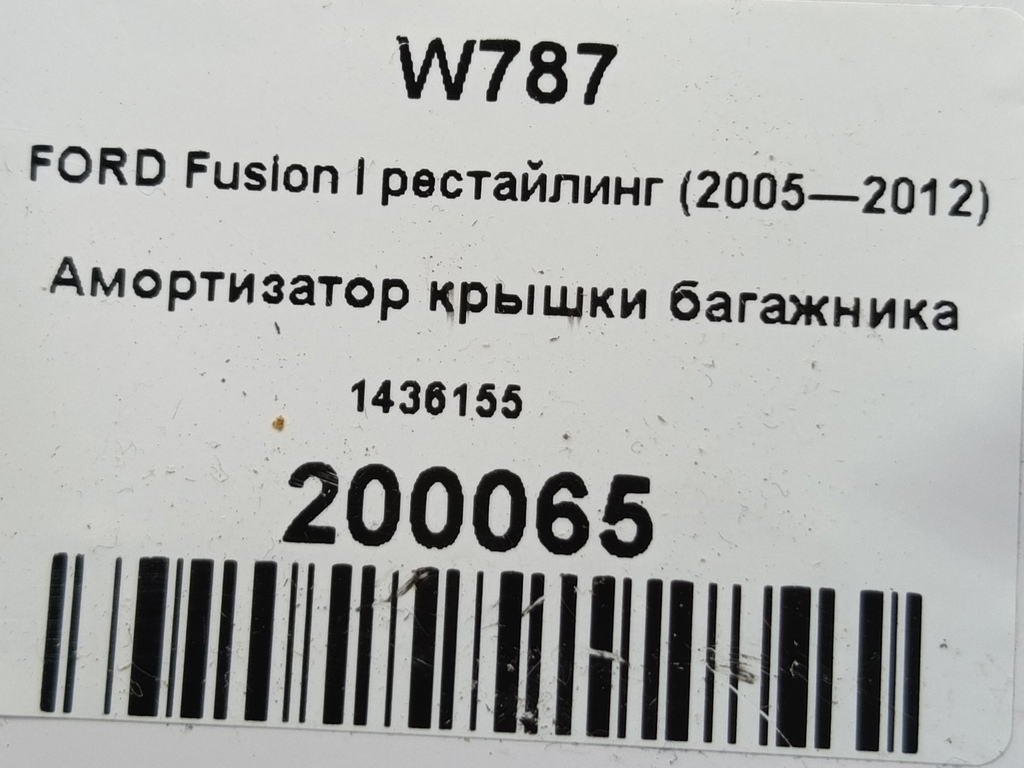 W787
FORD Fusion I рестайлинг (2005—2012)
Амортизатор крышки багажника
1436155
200065